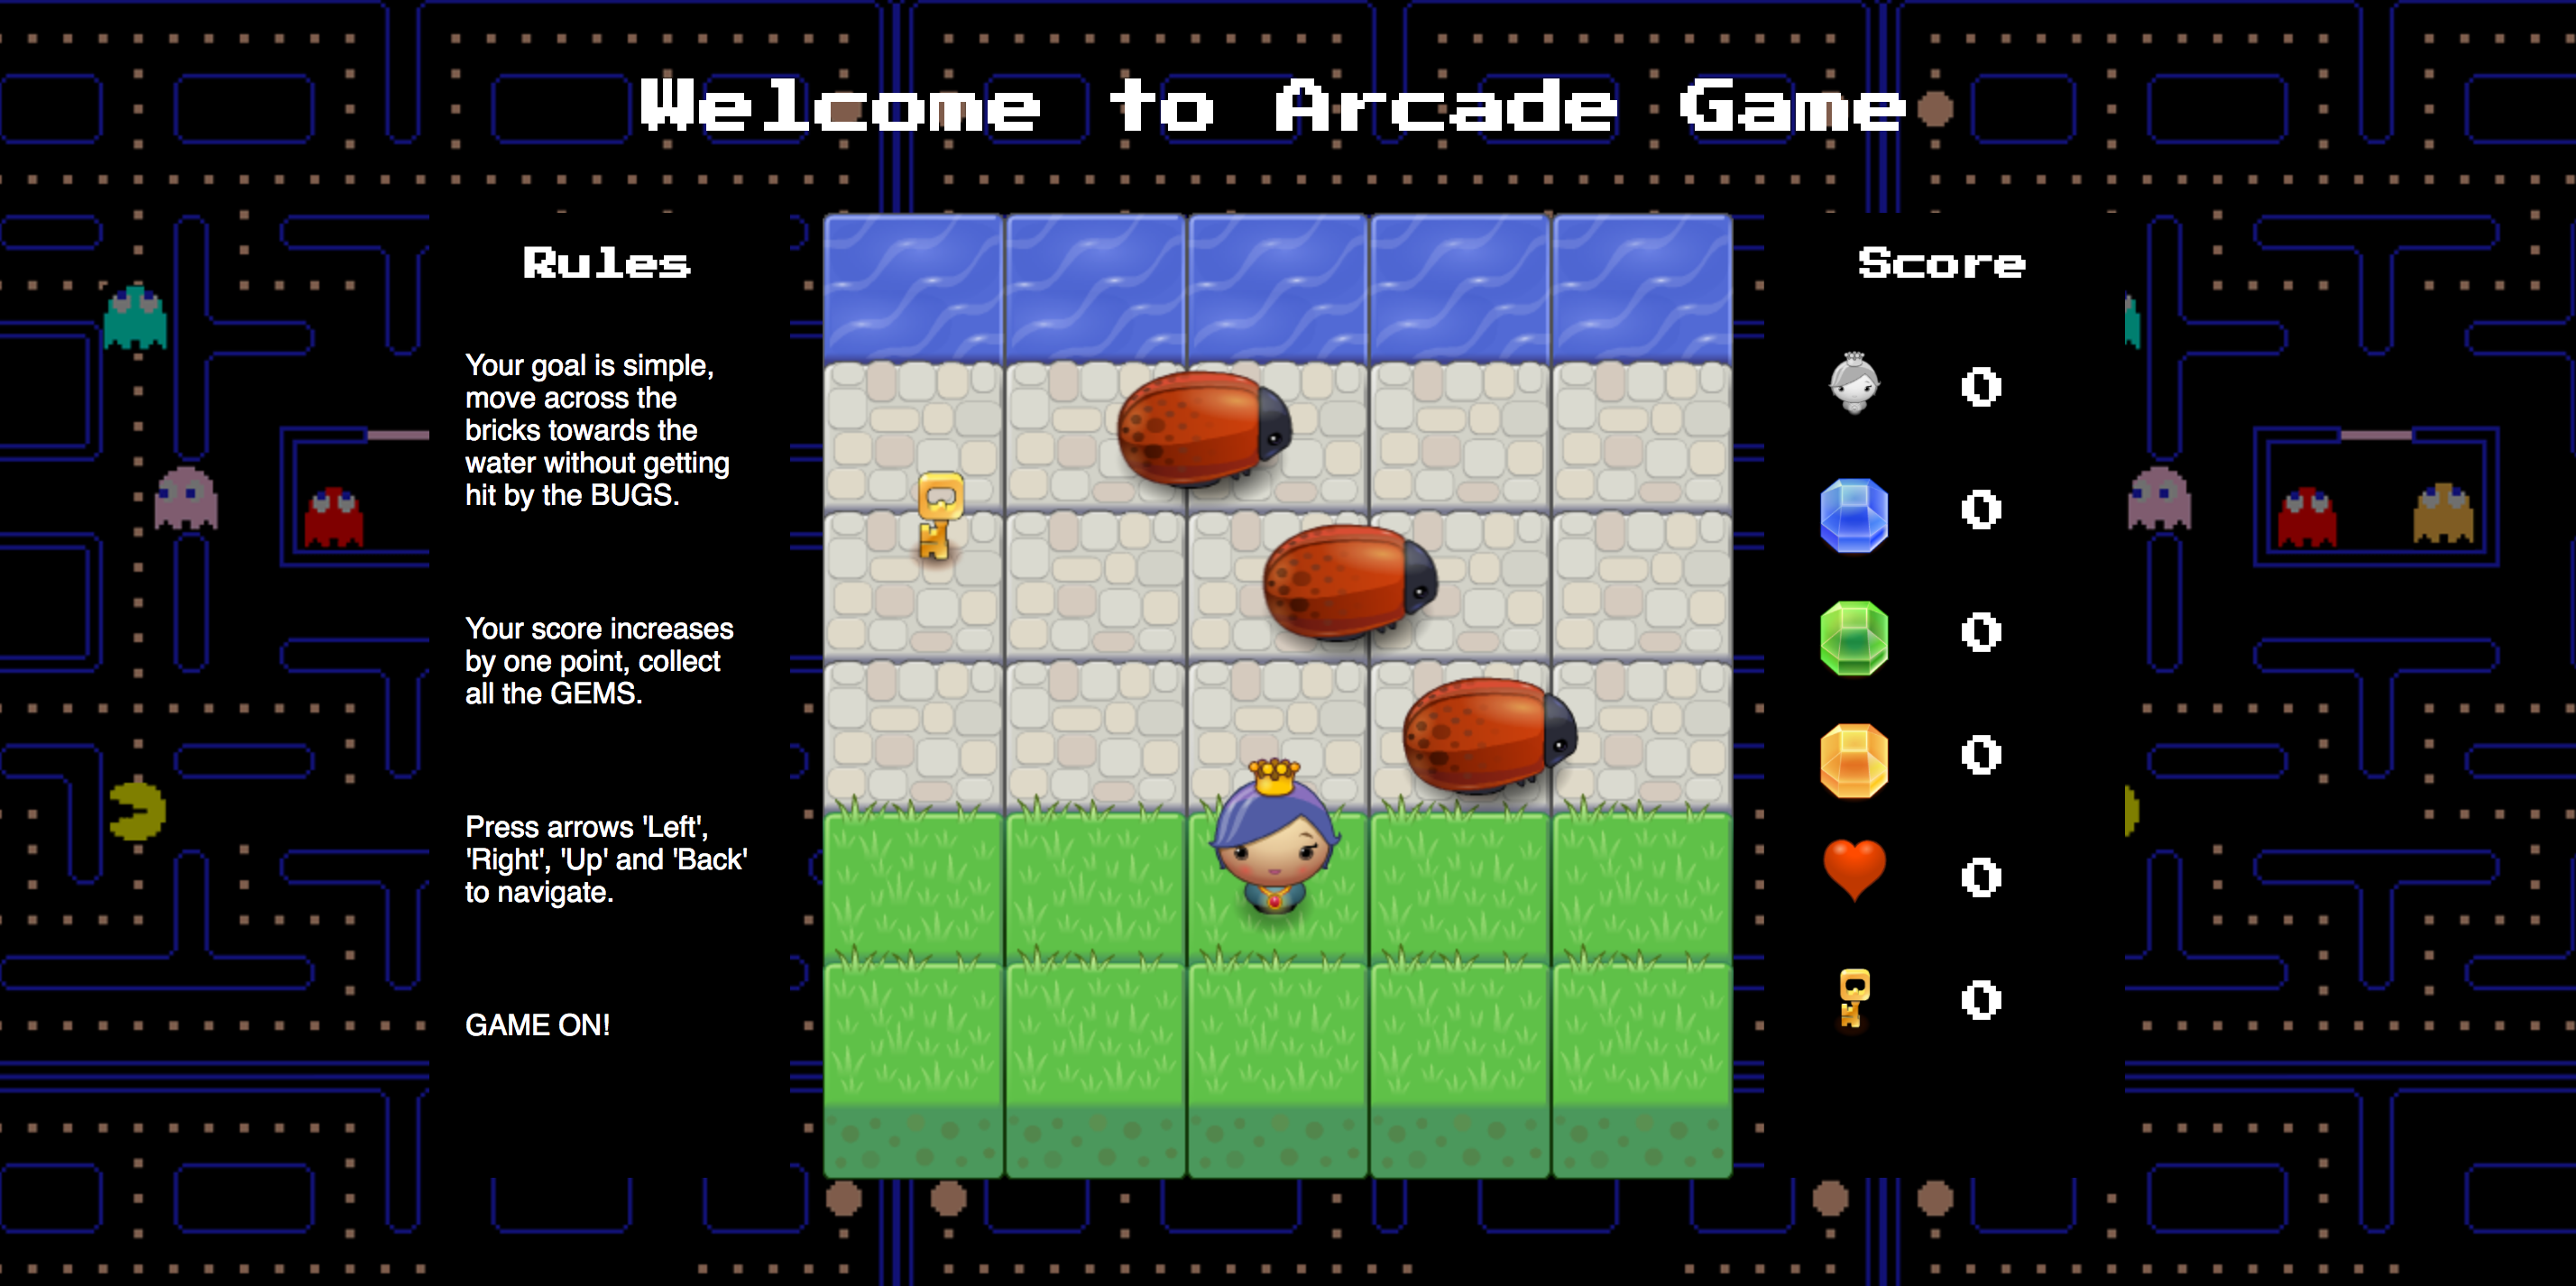 Welcome to Arcade Game
Rules
Your goal is simple,
move across the
bricks towards the
water without getting
hit by the BUGS.
Your score increases
by one point, collect
all the GEMS.
Press arrows 'Left',
'Right', 'Up' and 'Back'
to navigate.
GAME ON!
Score
0
0
0
0
0
0